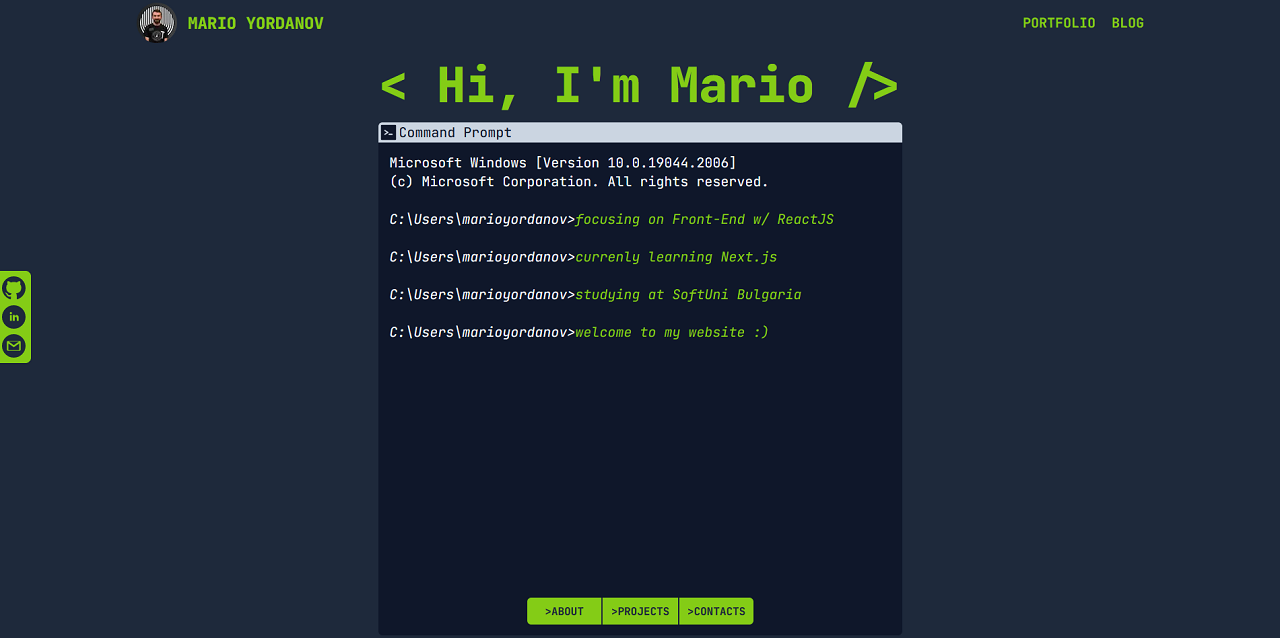 MARIO YORDANOV
PORTFOLIO BLOG
< Hi, I'm Mario />
>_ Command Prompt
Microsoft Windows [Version 10.0.19044.2006]
(c) Microsoft Corporation. All rights reserved.
C:\Users\marioyordanov>focusing on Front-End w/ ReactJS
C:\Users\marioyordanov>currenly learning Next.js
C:\Users\marioyordanov>studying at SoftUni Bulgaria
C:\Users\marioyordanov>welcome to my website :)
in
>ABOUT >PROJECTS >CONTACTS